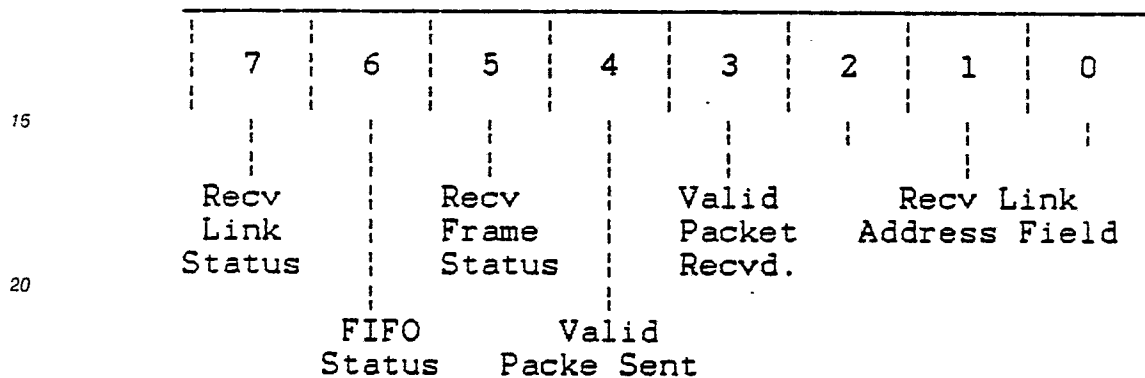 7 6 5 4 3 2 1 0
15
Recv Recv Valid Recv Link
Link Frame Packet Address Field
Status Status Recvd.
20
FIFO Valid
Status Packe Sent